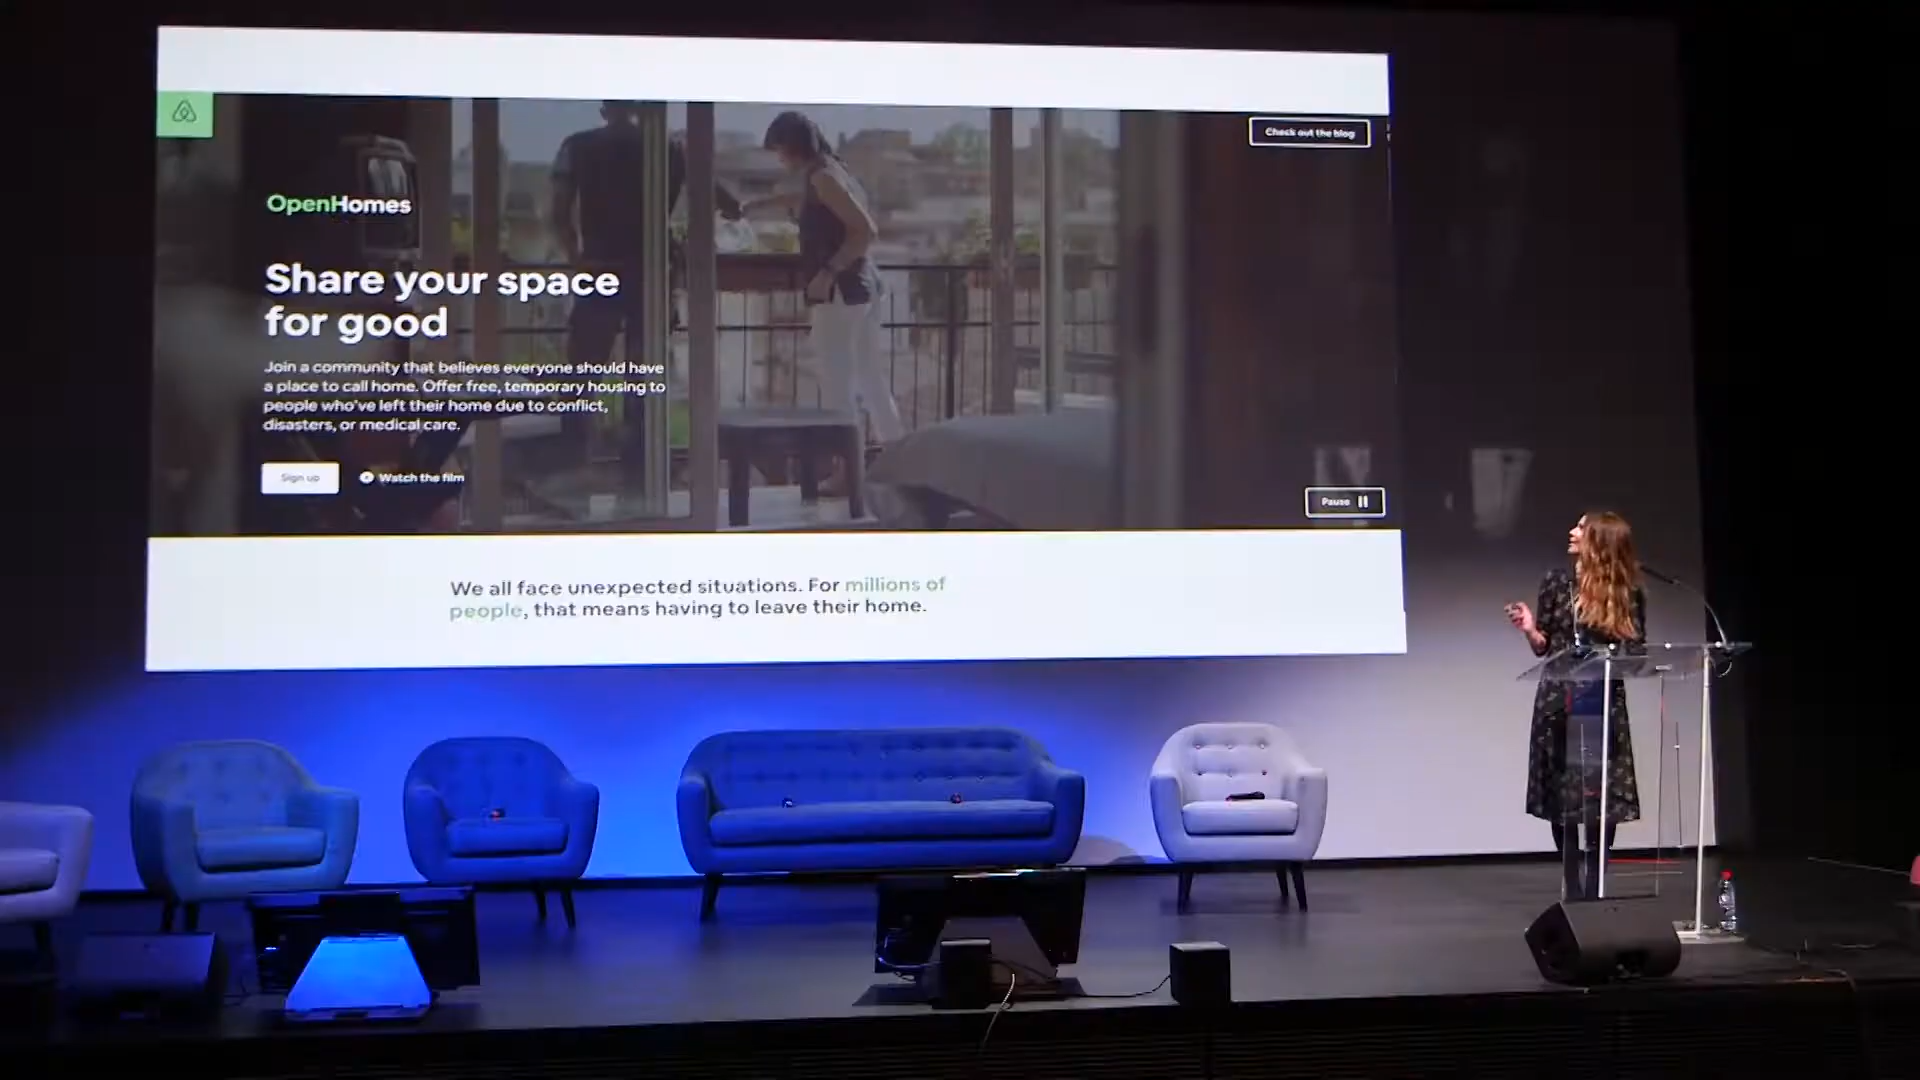 Check out the blog
OpenHomes
Share your space
for good
Join a community that believes everyone should have
a place to call home. Offer free, temporary housing to
people who've left their home due to conflict,
disasters, or medical care.
Sign up
Watch the film
Pause
We all face unexpected situations. For millions of
people, that means having to leave their home.